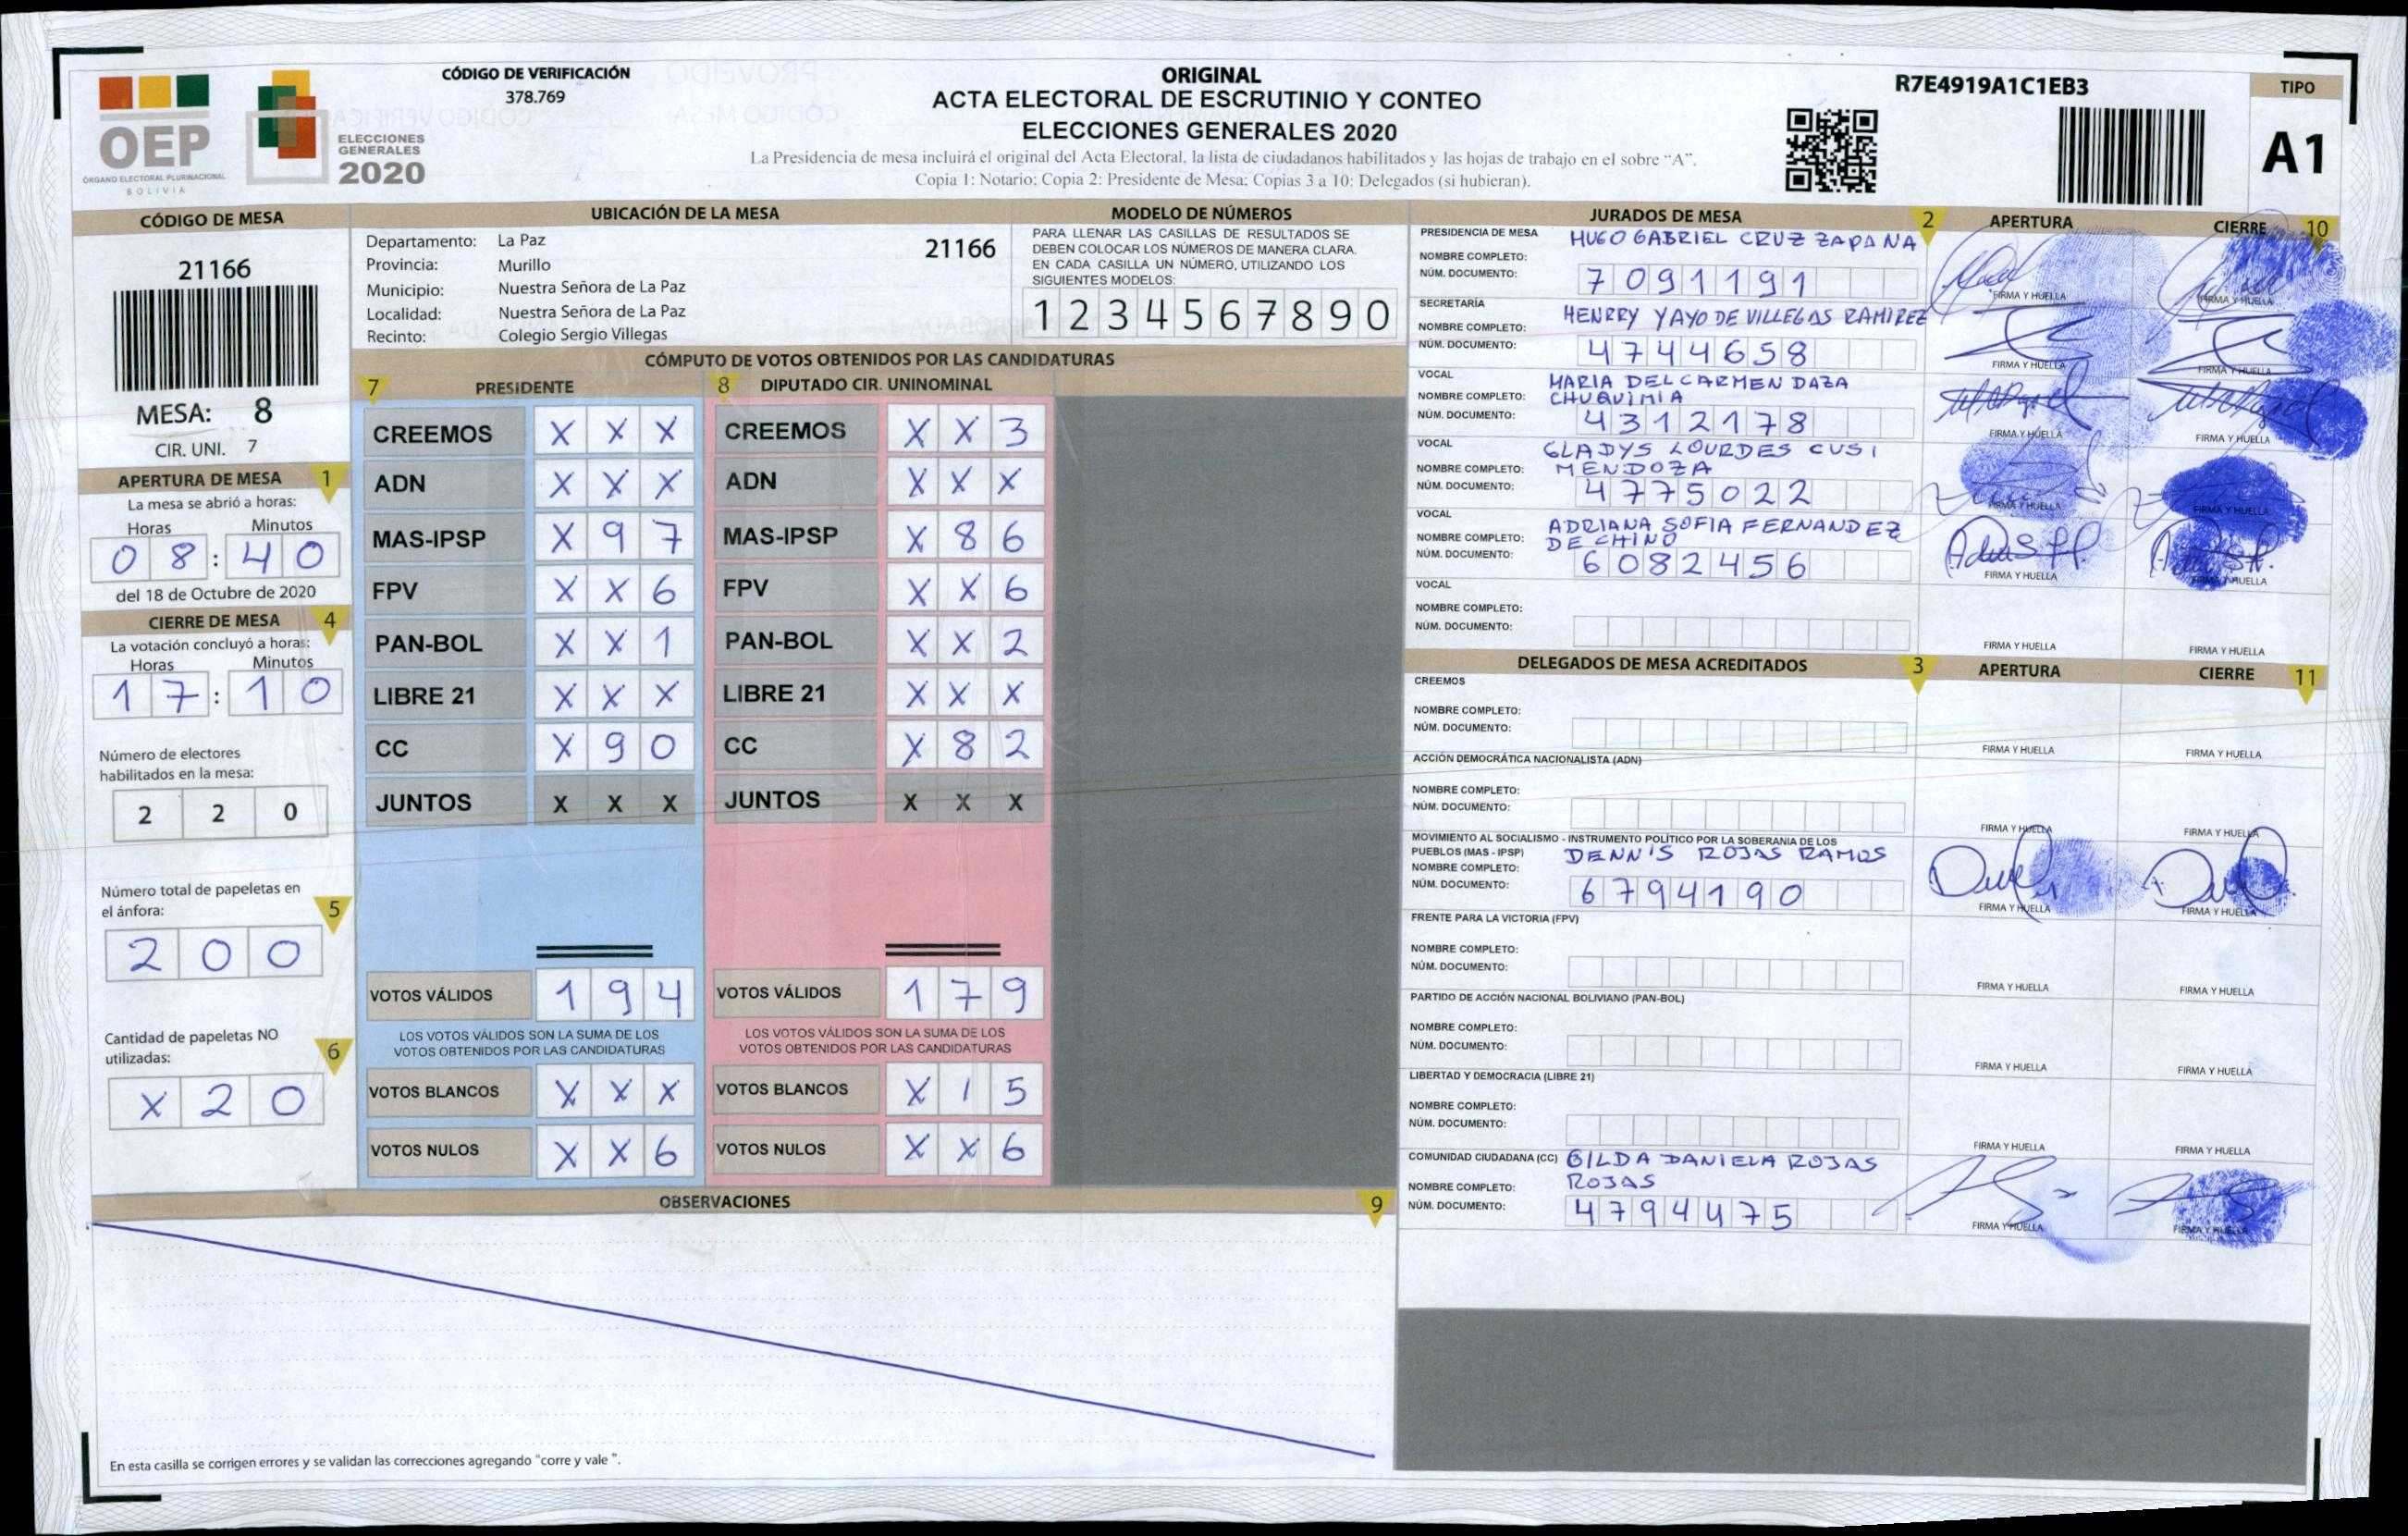 CÓDIGO DE VERIFICACIÓN
378.769
OEP
ÓRGANO ELECTORAL PLURINACIONAL
BOLIVIA
ELECCIONES
GENERALES
2020
ORIGINAL
ACTA ELECTORAL DE ESCRUTINIO Y CONTEO
ELECCIONES GENERALES 2020
La Presidencia de mesa incluirá el original del Acta Electoral, la lista de ciudadanos habilitados y las hojas de trabajo en el sobre “A”.
Copia 1: Notario; Copia 2: Presidente de Mesa; Copias 3 a 10: Delegados (si hubieran).
R7E4919A1C1EB3
TIPO
A1
CÓDIGO DE MESA
21166
MESA: 8
CIR. UNI. 7
APERTURA DE MESA 1
La mesa se abrió a horas:
Horas Minutos
08:40
del 18 de Octubre de 2020
CIERRE DE MESA 4
La votación concluyó a horas:
Horas Minutos
17:10
Número de electores
habilitados en la mesa:
2 2 0
Número total de papeletas en
el ánfora: 5
2 0 0
Cantidad de papeletas NO
utilizadas: 6
X 2 0
UBICACIÓN DE LA MESA
Departamento: La Paz 21166
Provincia: Murillo
Municipio: Nuestra Señora de La Paz
Localidad: Nuestra Señora de La Paz
Recinto: Colegio Sergio Villegas
MODELO DE NÚMEROS
PARA LLENAR LAS CASILLAS DE RESULTADOS SE
DEBEN COLOCAR LOS NÚMEROS DE MANERA CLARA.
EN CADA CASILLA UN NÚMERO, UTILIZANDO LOS
SIGUIENTES MODELOS:
1 2 3 4 5 6 7 8 9 0
CÓMPUTO DE VOTOS OBTENIDOS POR LAS CANDIDATURAS
7 PRESIDENTE 8 DIPUTADO CIR. UNINOMINAL
CREEMOS X X X CREEMOS X X 3
ADN X X X ADN X X X
MAS-IPSP X 9 7 MAS-IPSP X 8 6
FPV X X 6 FPV X X 6
PAN-BOL X X 1 PAN-BOL X X 2
LIBRE 21 X X X LIBRE 21 X X X
CC X 9 0 CC X 8 2
JUNTOS X X X JUNTOS X X X
VOTOS VÁLIDOS 1 9 4 VOTOS VÁLIDOS 1 7 9
LOS VOTOS VÁLIDOS SON LA SUMA DE LOS LOS VOTOS VÁLIDOS SON LA SUMA DE LOS
VOTOS OBTENIDOS POR LAS CANDIDATURAS VOTOS OBTENIDOS POR LAS CANDIDATURAS
VOTOS BLANCOS X X X VOTOS BLANCOS X 1 5
VOTOS NULOS X X 6 VOTOS NULOS X X 6
OBSERVACIONES 9
En esta casilla se corrigen errores y se validan las correcciones agregando "corre y vale ".
JURADOS DE MESA 2 APERTURA CIERRE 10
PRESIDENCIA DE MESA HUGO GABRIEL CRUZ ZAPANA
NOMBRE COMPLETO:
NÚM. DOCUMENTO: 7091191
FIRMA Y HUELLA FIRMA Y HUELLA
SECRETARÍA HENRRY YAYO DE VILLEGAS RAMIREZ
NOMBRE COMPLETO:
NÚM. DOCUMENTO: 4744658
FIRMA Y HUELLA FIRMA Y HUELLA
VOCAL MARIA DEL CARMEN DAZA
NOMBRE COMPLETO: CHUQUIMIA
NÚM. DOCUMENTO: 4312178
FIRMA Y HUELLA FIRMA Y HUELLA
VOCAL GLADYS LOURDES CUSI
NOMBRE COMPLETO: MENDOZA
NÚM. DOCUMENTO: 4775022
FIRMA Y HUELLA FIRMA Y HUELLA
VOCAL ADRIANA SOFIA FERNANDEZ
NOMBRE COMPLETO: DE CHINO
NÚM. DOCUMENTO: 6082456
FIRMA Y HUELLA FIRMA Y HUELLA
VOCAL
NOMBRE COMPLETO:
NÚM. DOCUMENTO:
FIRMA Y HUELLA FIRMA Y HUELLA
DELEGADOS DE MESA ACREDITADOS 3 APERTURA CIERRE 11
CREEMOS
NOMBRE COMPLETO:
NÚM. DOCUMENTO:
FIRMA Y HUELLA FIRMA Y HUELLA
ACCIÓN DEMOCRÁTICA NACIONALISTA (ADN)
NOMBRE COMPLETO:
NÚM. DOCUMENTO:
FIRMA Y HUELLA FIRMA Y HUELLA
MOVIMIENTO AL SOCIALISMO - INSTRUMENTO POLÍTICO POR LA SOBERANIA DE LOS
PUEBLOS (MAS - IPSP) DENNIS ROJAS RAMOS
NOMBRE COMPLETO:
NÚM. DOCUMENTO: 6794190
FIRMA Y HUELLA FIRMA Y HUELLA
FRENTE PARA LA VICTORIA (FPV)
NOMBRE COMPLETO:
NÚM. DOCUMENTO:
FIRMA Y HUELLA FIRMA Y HUELLA
PARTIDO DE ACCIÓN NACIONAL BOLIVIANO (PAN-BOL)
NOMBRE COMPLETO:
NÚM. DOCUMENTO:
FIRMA Y HUELLA FIRMA Y HUELLA
LIBERTAD Y DEMOCRACIA (LIBRE 21)
NOMBRE COMPLETO:
NÚM. DOCUMENTO:
FIRMA Y HUELLA FIRMA Y HUELLA
COMUNIDAD CIUDADANA (CC) GILDA DANIELA ROJAS
NOMBRE COMPLETO: ROJAS
NÚM. DOCUMENTO: 4794475
FIRMA Y HUELLA FIRMA Y HUELLA